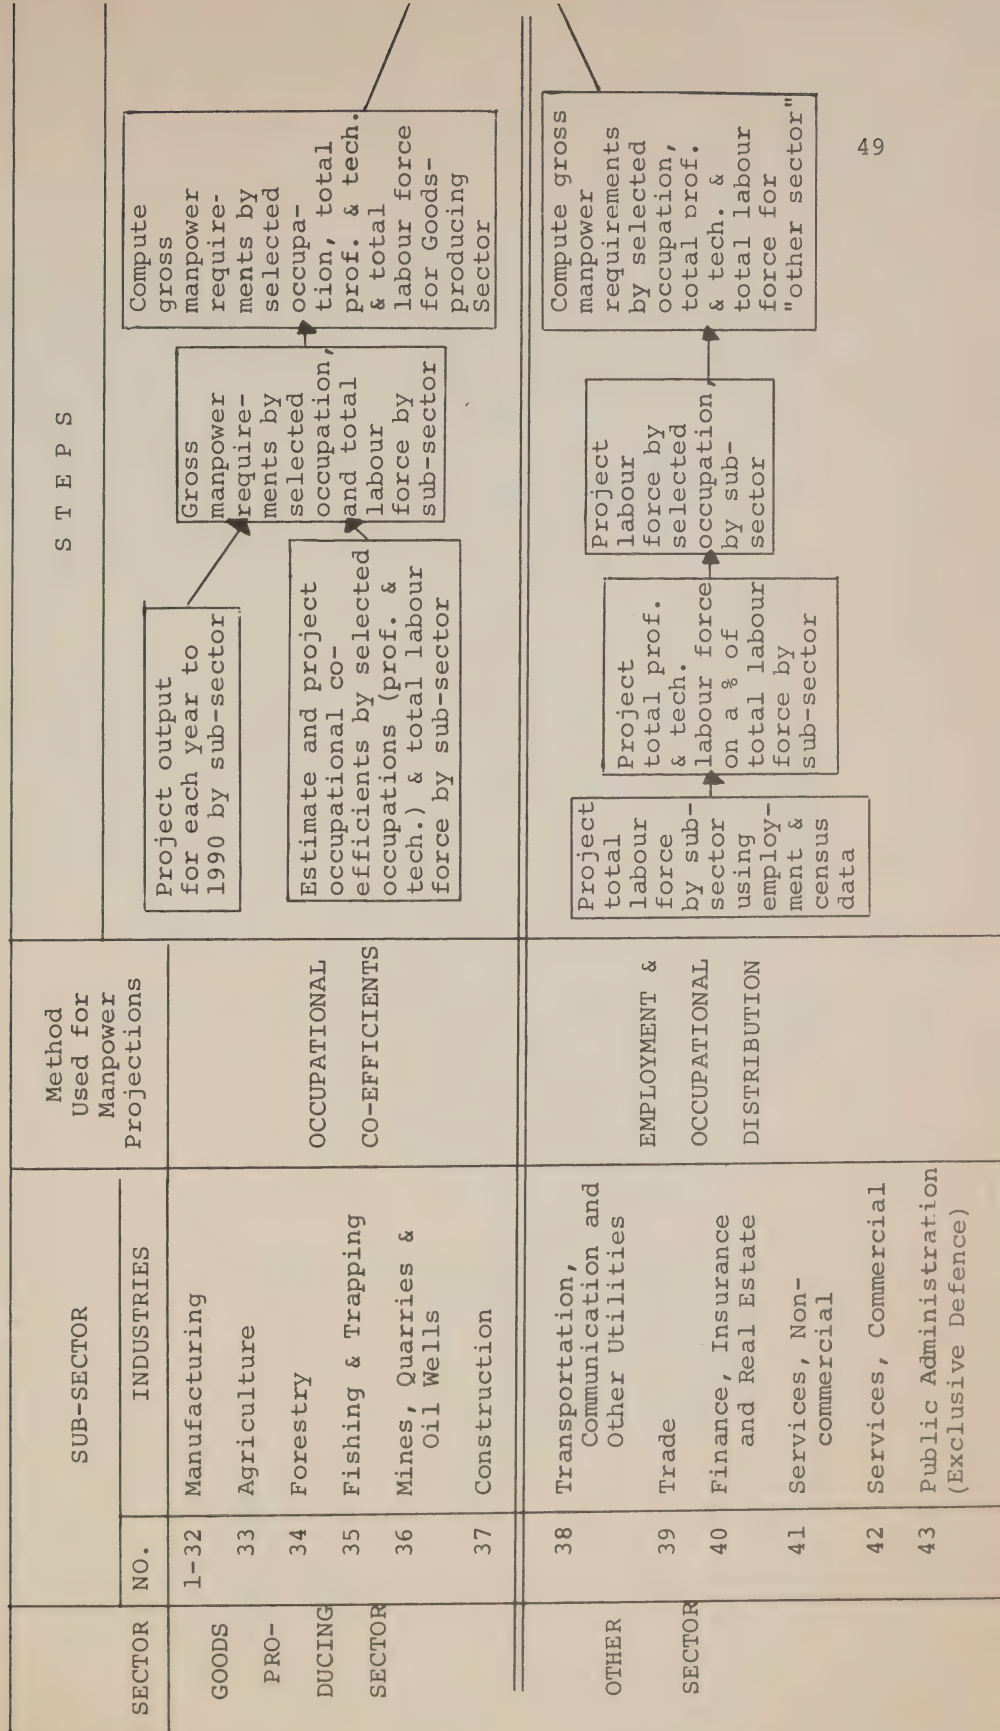 SUB-SECTOR
Method
Used for
Manpower
Projections
S T E P S
SECTOR
NO.
INDUSTRIES
GOODS
PRO-
DUCING
SECTOR
1-32 Manufacturing
33 Agriculture
34 Forestry
35 Fishing & Trapping
36 Mines, Quarries &
Oil Wells
37 Construction
OCCUPATIONAL
CO-EFFICIENTS
Project output
for each year to
1990 by sub-sector
Estimate and project
occupational co-
efficients by selected
occupations (prof. &
tech.) & total labour
force by sub-sector
Gross
manpower
require-
ments by
selected
occupation,
and total
labour
force by
sub-sector
Compute
gross
manpower
require-
ments by
selected
occupa-
tion, total
prof. & tech.
& total
labour force
for Goods-
producing
Sector
OTHER
SECTOR
38 Transportation,
Communication and
Other Utilities
39 Trade
40 Finance, Insurance
and Real Estate
41 Services, Non-
commercial
42 Services, Commercial
43 Public Administration
(Exclusive Defence)
EMPLOYMENT &
OCCUPATIONAL
DISTRIBUTION
Project
total
labour
force
by sub-
sector
using
employ-
ment &
census
data
Project
total prof.
& tech.
labour force
on a % of
total labour
force by
sub-sector
Project
labour
force by
selected
occupation,
by sub-
sector
Compute gross
manpower
requirements
by selected
occupation,
total prof.
& tech. &
total labour
force for
"other sector"
49